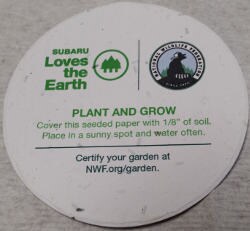 SUBARU
Loves
the
Earth
NATIONAL WILDLIFE FEDERATION
PLANT AND GROW
Cover this seeded paper with 1/8" of soil.
Place in a sunny spot and water often.
Certify your garden at
NWF.org/garden.